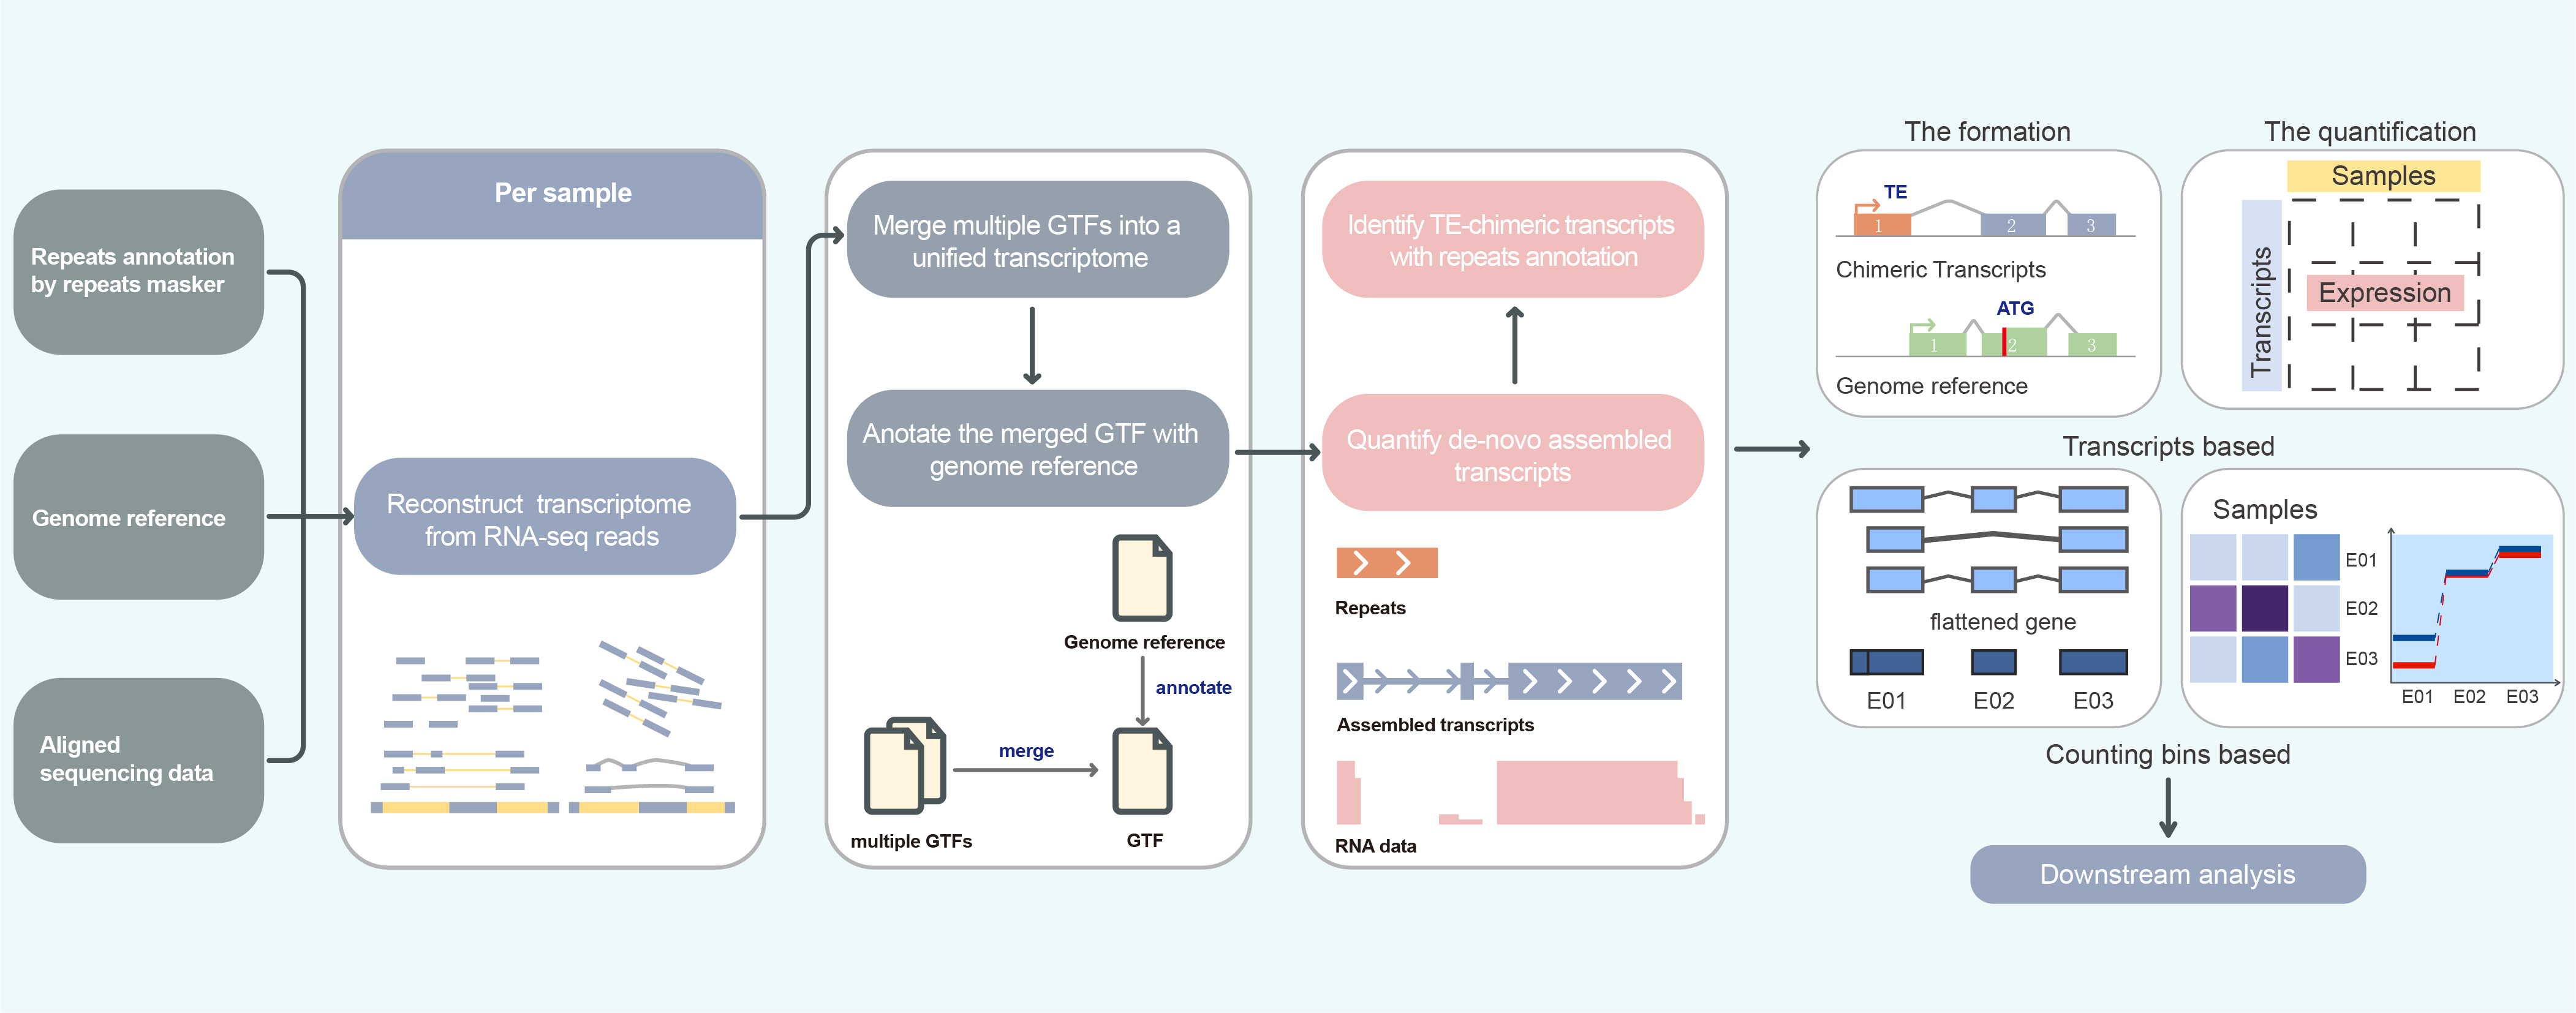 Repeats annotation
by repeats masker
Genome reference
Aligned
sequencing data
Per sample
Reconstruct transcriptome
from RNA-seq reads
Merge multiple GTFs into a
unified transcriptome
Anotate the merged GTF with
genome reference
Genome reference
annotate
merge
multiple GTFs
GTF
Identify TE-chimeric transcripts
with repeats annotation
Quantify de-novo assembled
transcripts
Repeats
Assembled transcripts
RNA data
The formation
TE
1 2 3
Chimeric Transcripts
ATG
1 2 3
Genome reference
The quantification
Samples
Transcripts
Expression
Transcripts based
flattened gene
E01 E02 E03
Samples
E01
E02
E03
E01 E02 E03
Counting bins based
Downstream analysis